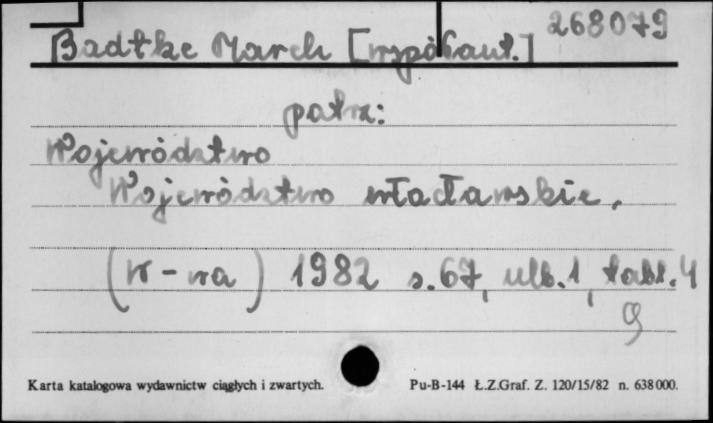 268079
Badtke Marek [współaut.]
patrz:
Województwo
Województwo włocławskie,
(W-wa) 1982 s.67, ulb.1, tabl.4
Karta katalogowa wydawnictw ciągłych i zwartych.
Pu-B-144 Ł.Z.Graf. Z. 120/15/82 n. 638000.